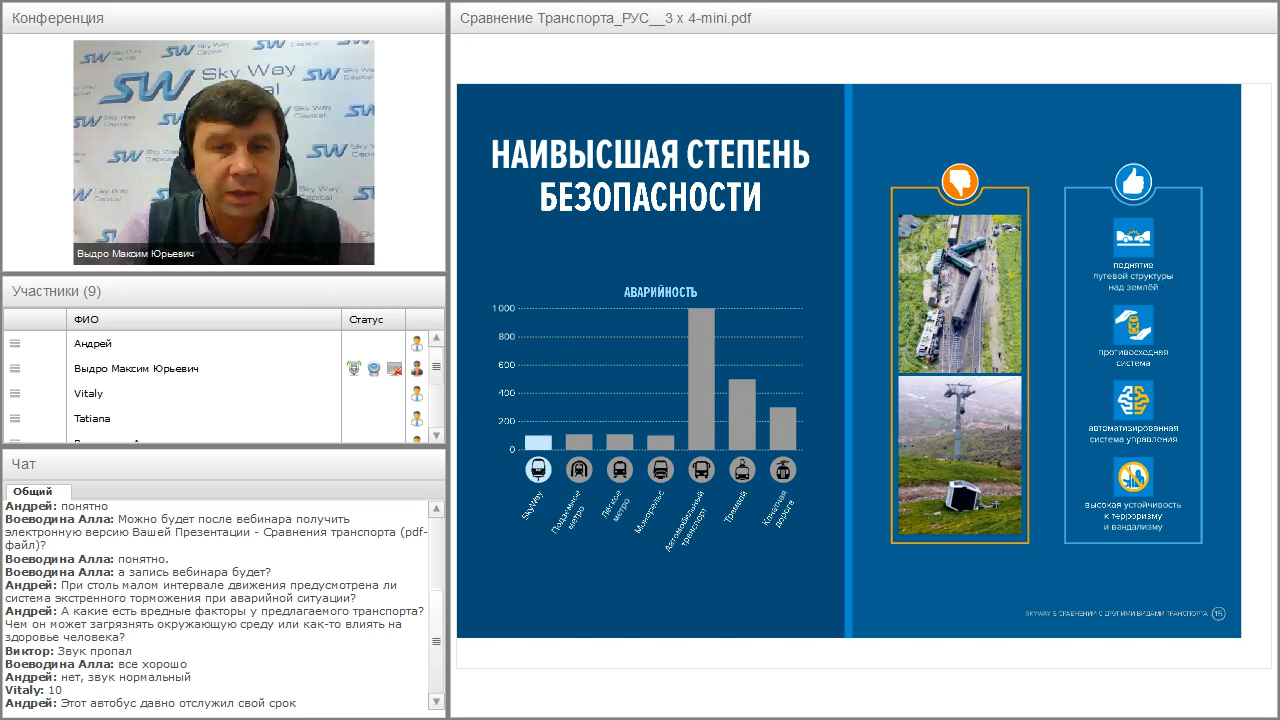 Конференция
Sky Way
Capital
Выдро Максим Юрьевич
Участники (9)
ФИО
Статус
Андрей
Выдро Максим Юрьевич
Vitaly
Tatiana
Чат
Общий
Андрей: понятно
Воеводина Алла: Можно будет после вебинара получить
электронную версию Вашей Презентации - Сравнения транспорта (pdf-
файл)?
Воеводина Алла: понятно.
Воеводина Алла: а запись вебинара будет?
Андрей: При столь малом интервале движения предусмотрена ли
система экстренного торможения при аварийной ситуации?
Андрей: А какие есть вредные факторы у предлагаемого транспорта?
Чем он может загрязнять окружающую среду или как-то влиять на
здоровье человека?
Виктор: Звук пропал
Воеводина Алла: все хорошо
Андрей: нет, звук нормальный
Vitaly: 10
Андрей: Этот автобус давно отслужил свой срок
Сравнение Транспорта_РУС__3 x 4-mini.pdf
НАИВЫСШАЯ СТЕПЕНЬ
БЕЗОПАСНОСТИ
АВАРИЙНОСТЬ
1 000
800
600
400
200
0
SkyWay
Подземное
метро
Лёгкое
метро
Монорельс
Автомобильный
транспорт
Трамвай
Канатная
дорога
поднятие
путевой структуры
над землёй
противосходная
система
автоматизированная
система управления
высокая устойчивость
к терроризму
и вандализму
SKYWAY В СРАВНЕНИИ С ДРУГИМИ ВИДАМИ ТРАНСПОРТА 15